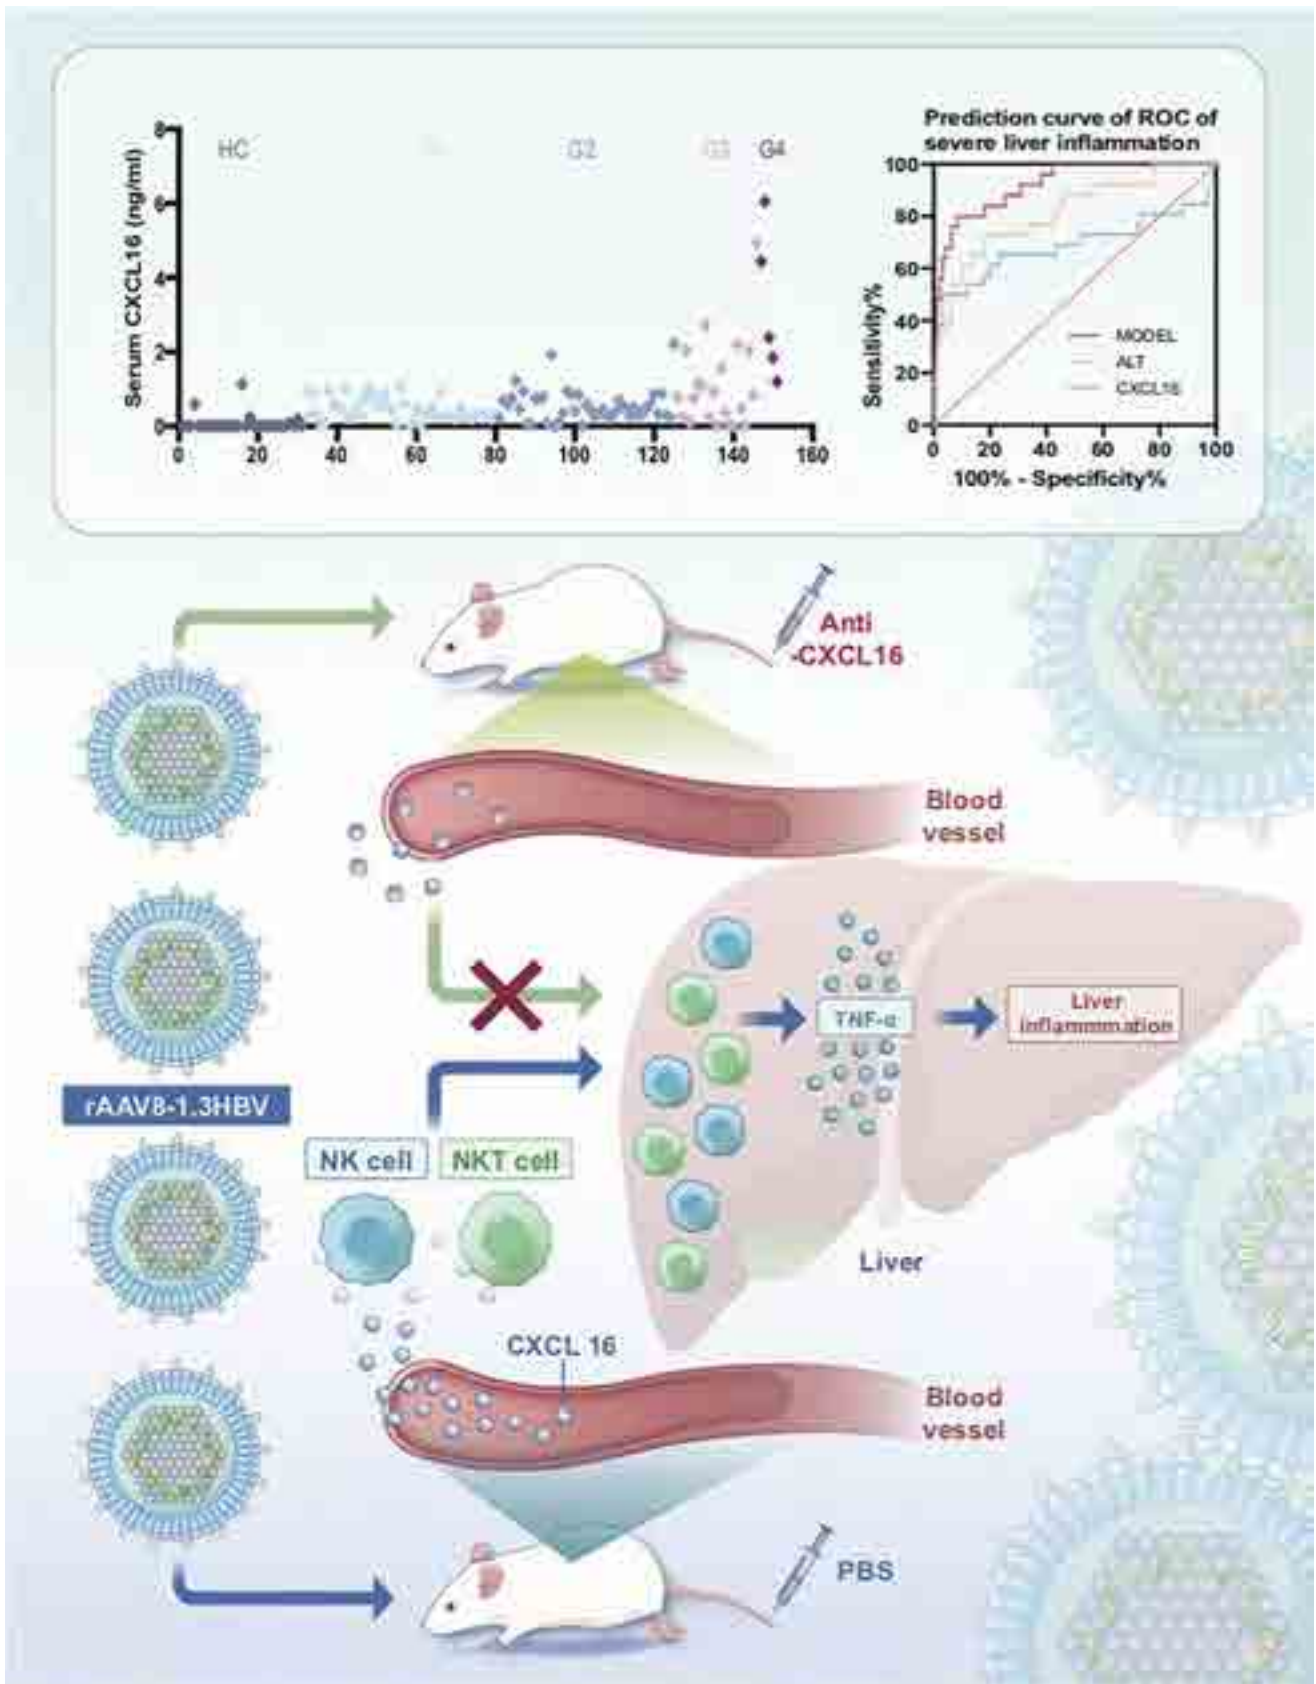 8
6
4
2
0
Serum CXCL16 (ng/ml)
HC
G2
G3
G4
0 20 40 60 80 100 120 140 160
Prediction curve of ROC of
severe liver inflammation
100
80
60
40
20
0
Sensitivity%
MODEL
ALT
CXCL16
0 20 40 60 80 100
100% - Specificity%
Anti
-CXCL16
Blood
vessel
TNF-α
Liver
inflammmation
rAAV8-1.3HBV
NK cell
NKT cell
Liver
CXCL 16
Blood
vessel
PBS